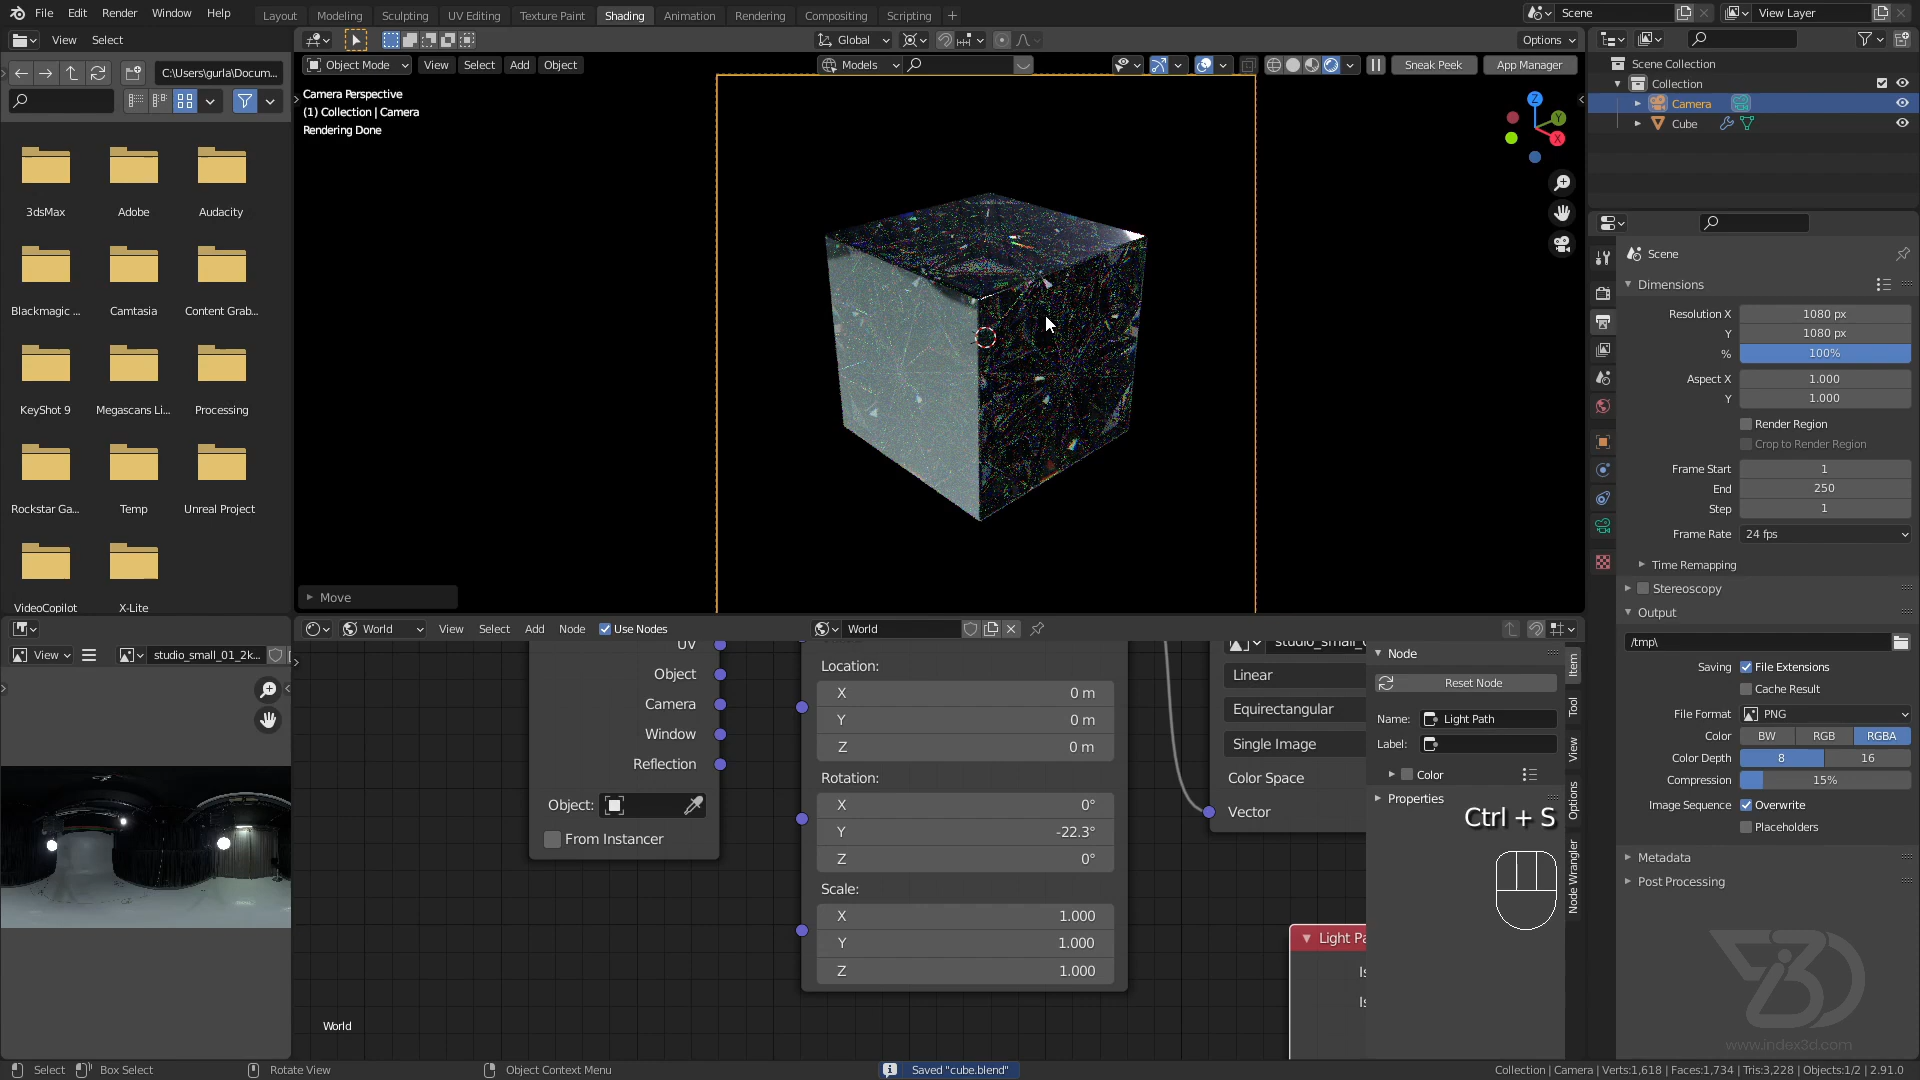 File Edit Render Window Help Layout Modeling Sculpting UV Editing Texture Paint Shading Animation Rendering Compositing Scripting + Scene View Layer
View Select Global Options
C:\Users\gurla\Docum... Object Mode View Select Add Object Models Sneak Peek App Manager
Camera Perspective
(1) Collection | Camera
Rendering Done
3dsMax Adobe Audacity
Blackmagic ... Camtasia Content Grab...
KeyShot 9 Megascans Li... Processing
Rockstar Ga... Temp Unreal Project
VideoCopilot X-Lite
Z
Y
X
Move
Scene Collection
Collection
Camera
Cube
Scene
Dimensions
Resolution X 1080 px
Y 1080 px
% 100%
Aspect X 1.000
Y 1.000
Render Region
Crop to Render Region
Frame Start 1
End 250
Step 1
Frame Rate 24 fps
Time Remapping
Stereoscopy
Output
/tmp\
Saving File Extensions
Cache Result
File Format PNG
Color BW RGB RGBA
Color Depth 8 16
Compression 15%
Image Sequence Overwrite
Placeholders
Metadata
Post Processing
View studio_small_01_2k...
World View Select Add Node Use Nodes World
UV
Object
Camera
Window
Reflection
Object:
From Instancer
Location:
X 0 m
Y 0 m
Z 0 m
Rotation:
X 0°
Y -22.3°
Z 0°
Scale:
X 1.000
Y 1.000
Z 1.000
Linear
Equirectangular
Single Image
Color Space
Vector
Light Pa
Node
Reset Node
Name: Light Path
Label:
Color
Properties
Item
Tool
View
Options
Node Wrangler
Ctrl + S
World
www.index3d.com
Select Box Select Rotate View Object Context Menu Saved "cube.blend" Collection | Camera | Verts:1,618 | Faces:1,734 | Tris:3,228 | Objects:1/2 | 2.91.0